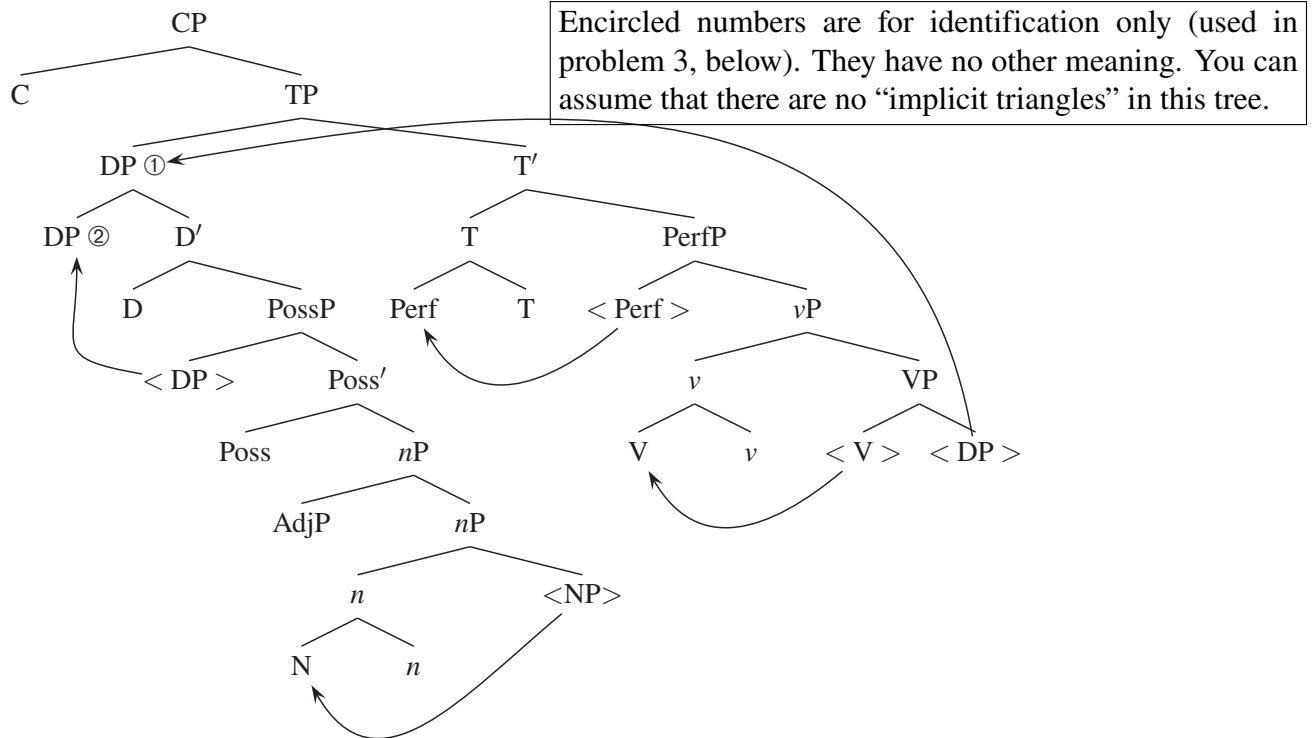 CP
Encircled numbers are for identification only (used in
problem 3, below). They have no other meaning. You can
assume that there are no “implicit triangles” in this tree.
C TP
DP ① T′
DP ② D′ T PerfP
D PossP Perf T < Perf > vP
< DP > Poss′ v VP
Poss nP V v < V > < DP >
AdjP nP
n <NP>
N n